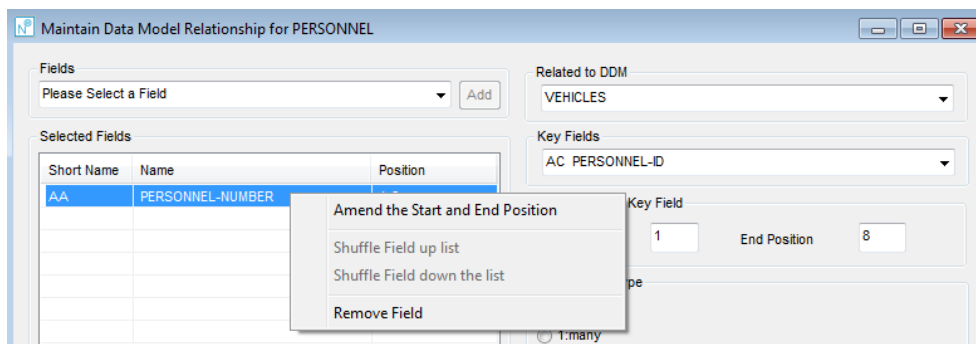 Maintain Data Model Relationship for PERSONNEL
Fields
Please Select a Field
Add
Selected Fields
Short Name Name Position
AA PERSONNEL-NUMBER
Amend the Start and End Position
Shuffle Field up list
Shuffle Field down the list
Remove Field
Related to DDM
VEHICLES
Key Fields
AC PERSONNEL-ID
Key Field
1 End Position 8
1:many